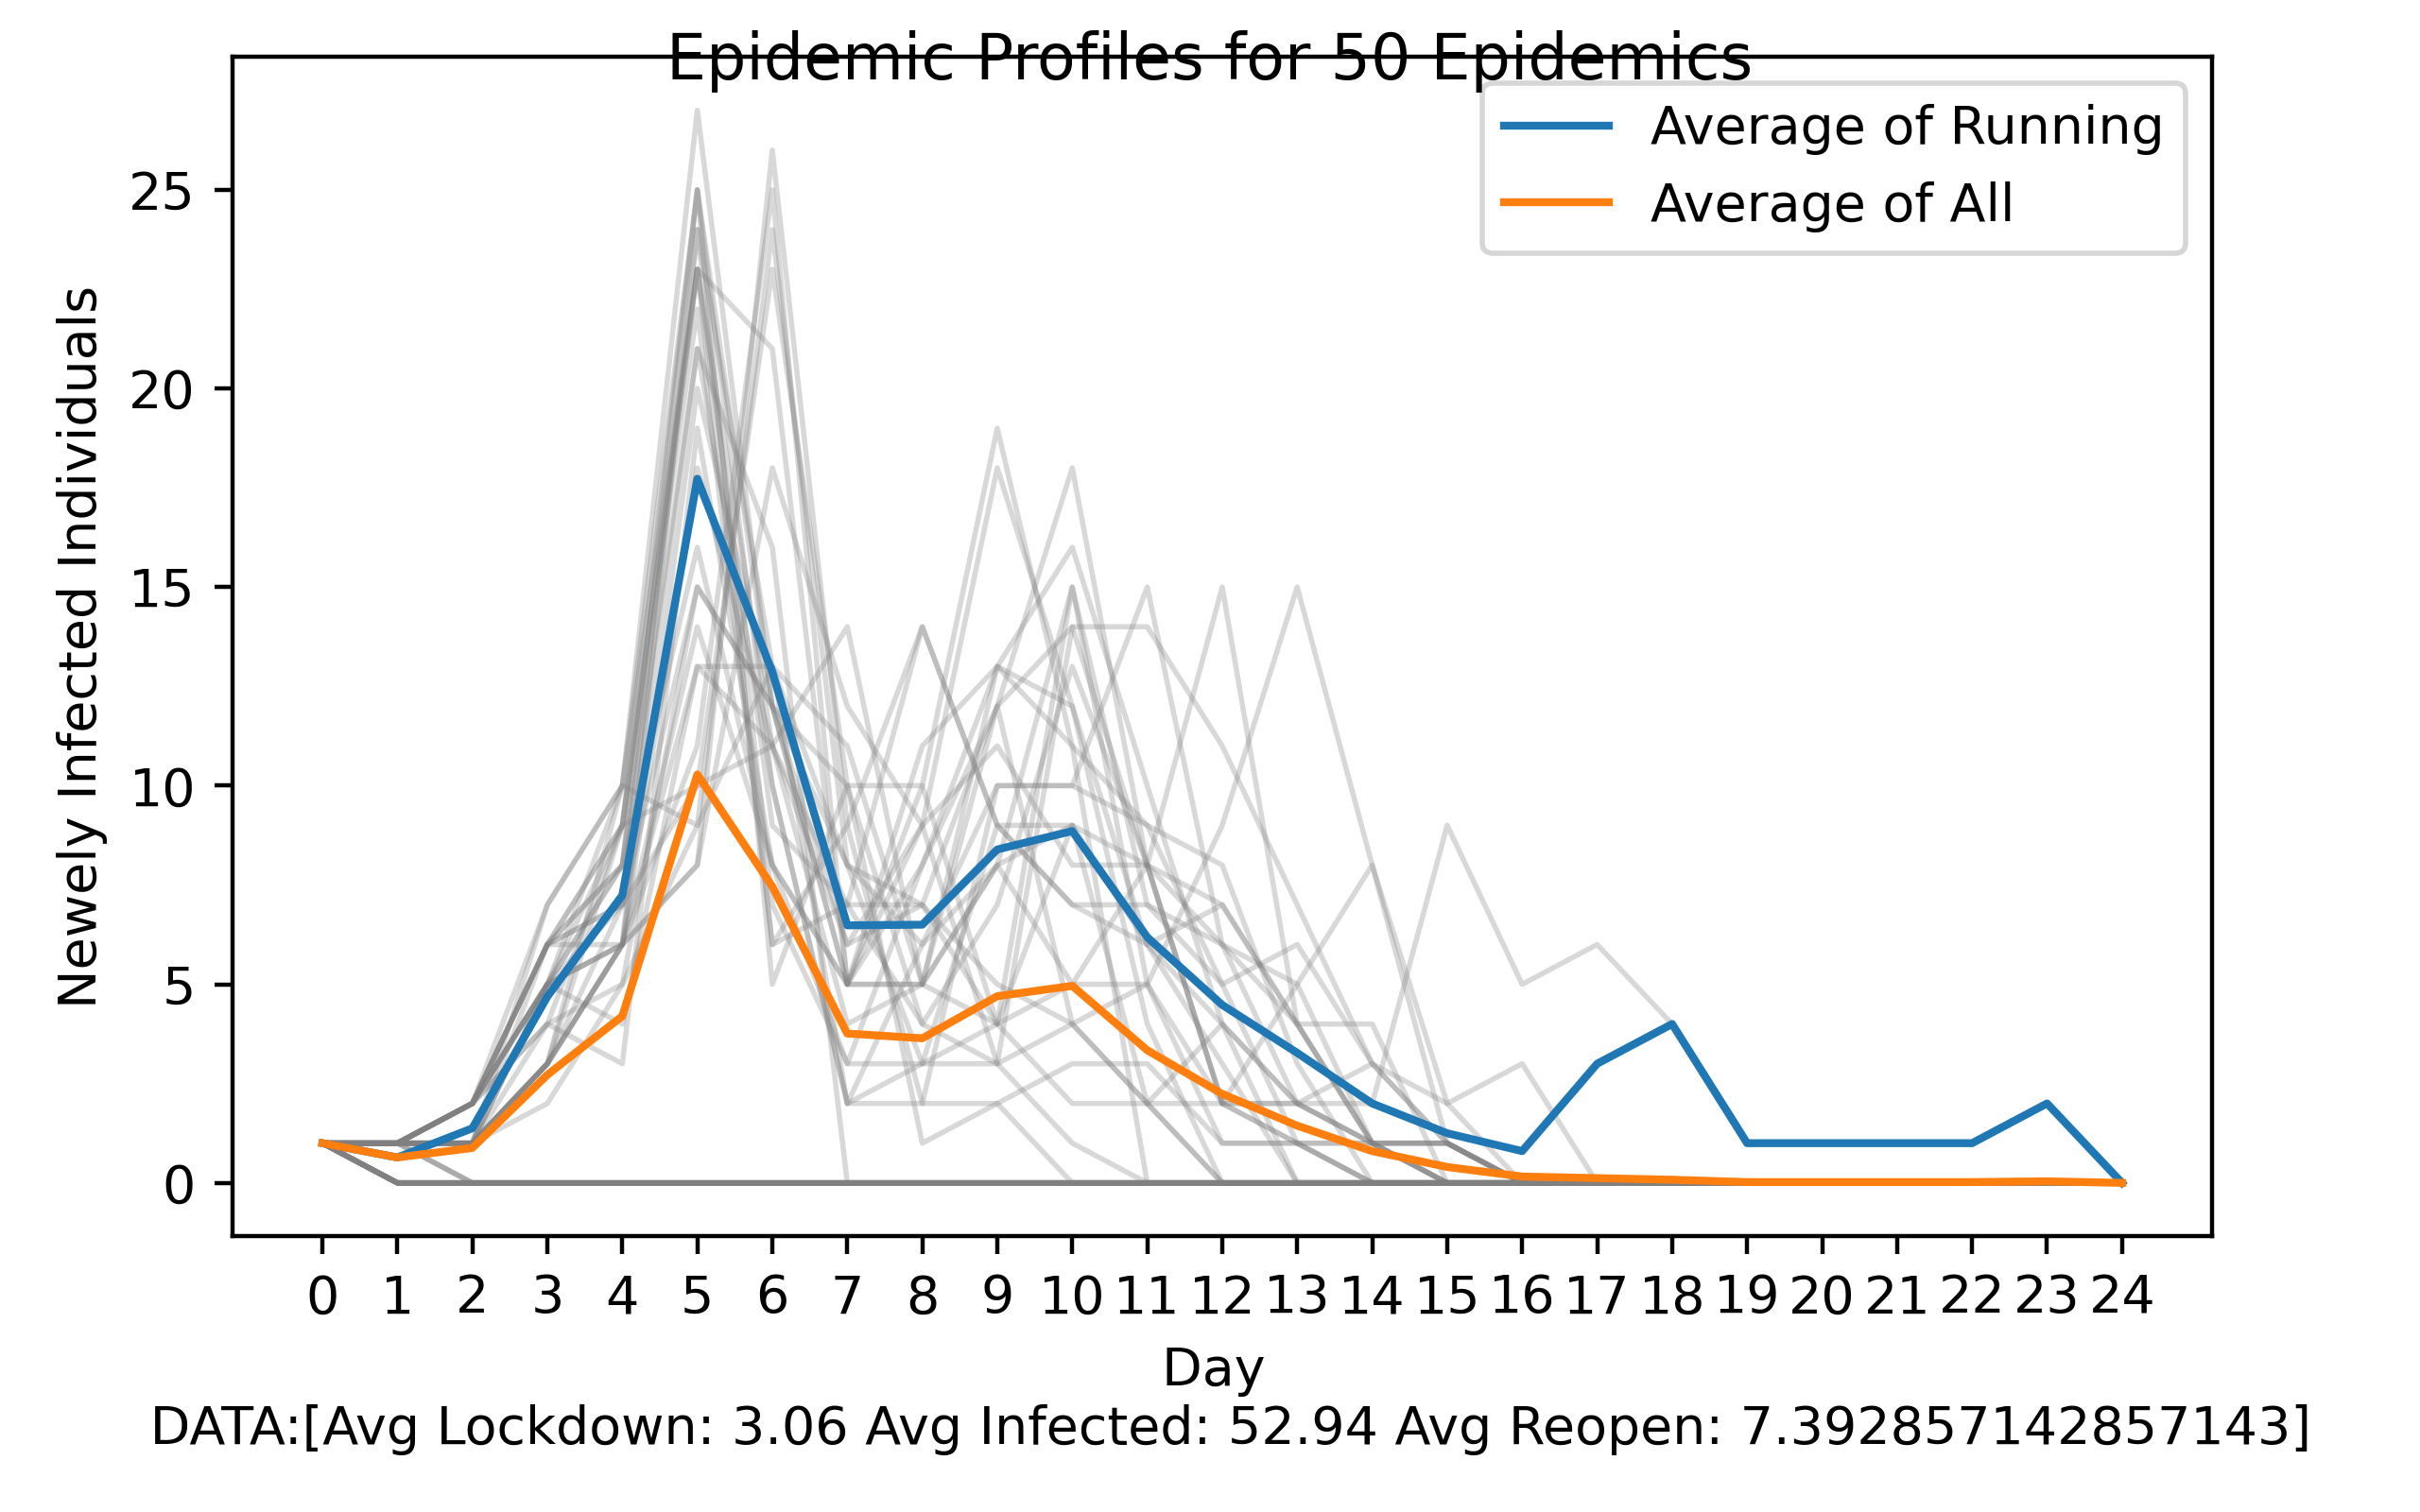 Epidemic Profiles for 50 Epidemics
Average of Running
Average of All
Newely Infected Individuals
25
20
15
10
5
0
0 1 2 3 4 5 6 7 8 9 10 11 12 13 14 15 16 17 18 19 20 21 22 23 24
Day
DATA:[Avg Lockdown: 3.06 Avg Infected: 52.94 Avg Reopen: 7.392857142857143]